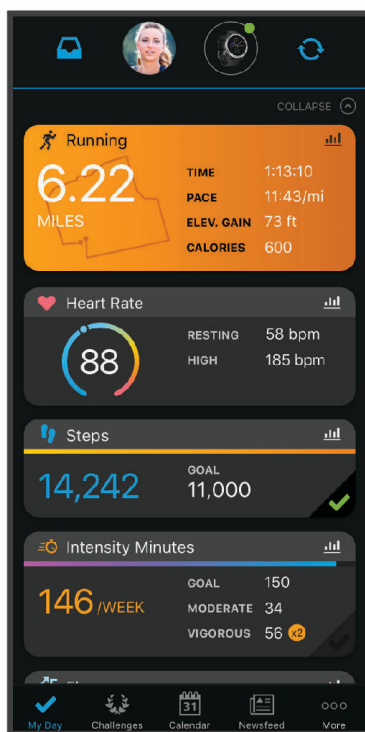 COLLAPSE
Running
6.22
MILES
TIME 1:13:10
PACE 11:43/mi
ELEV. GAIN 73 ft
CALORIES 600
Heart Rate
88
RESTING 58 bpm
HIGH 185 bpm
Steps
14,242
GOAL
11,000
Intensity Minutes
146 /WEEK
GOAL 150
MODERATE 34
VIGOROUS 56 x2
31
My Day Challenges Calendar Newsfeed More